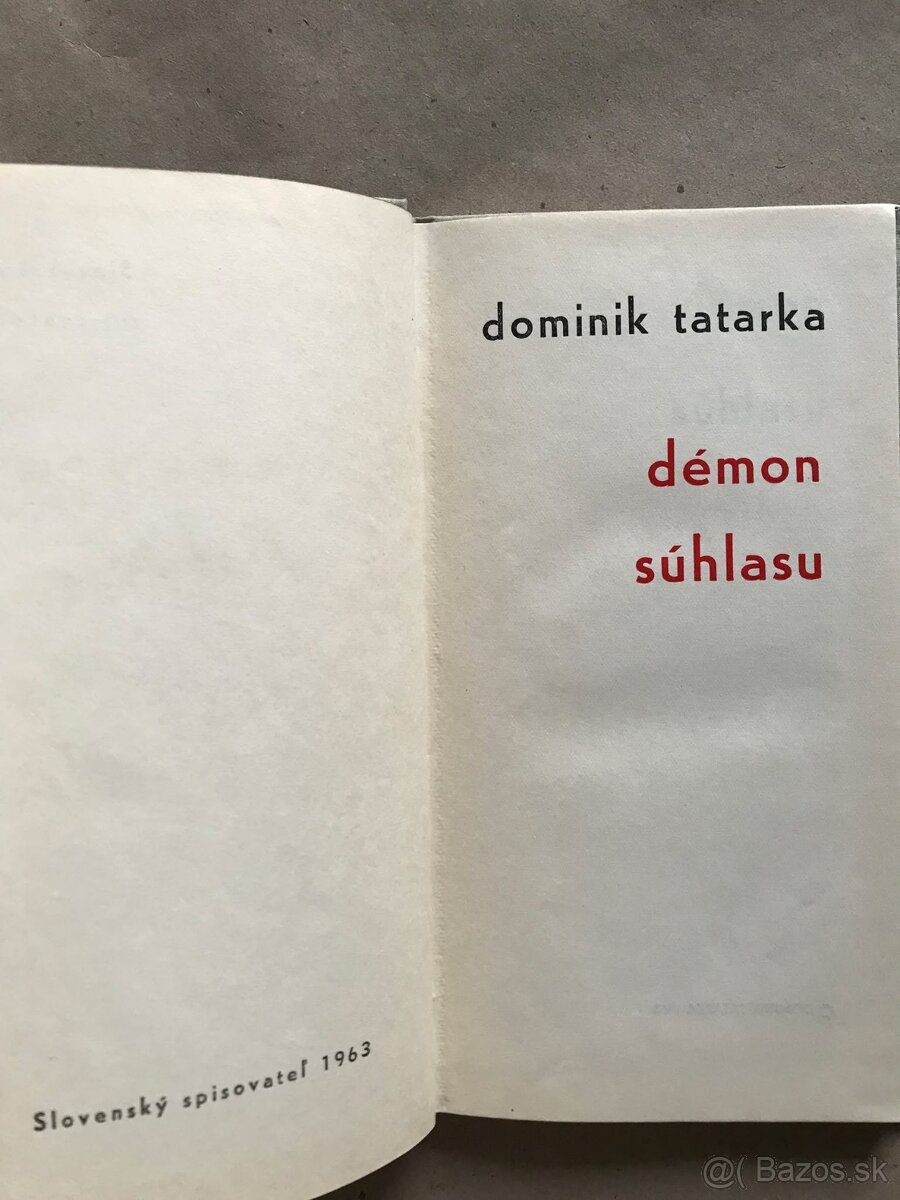 Slovenský spisovateľ 1963
dominik tatarka
démon
súhlasu
@( Bazos.sk